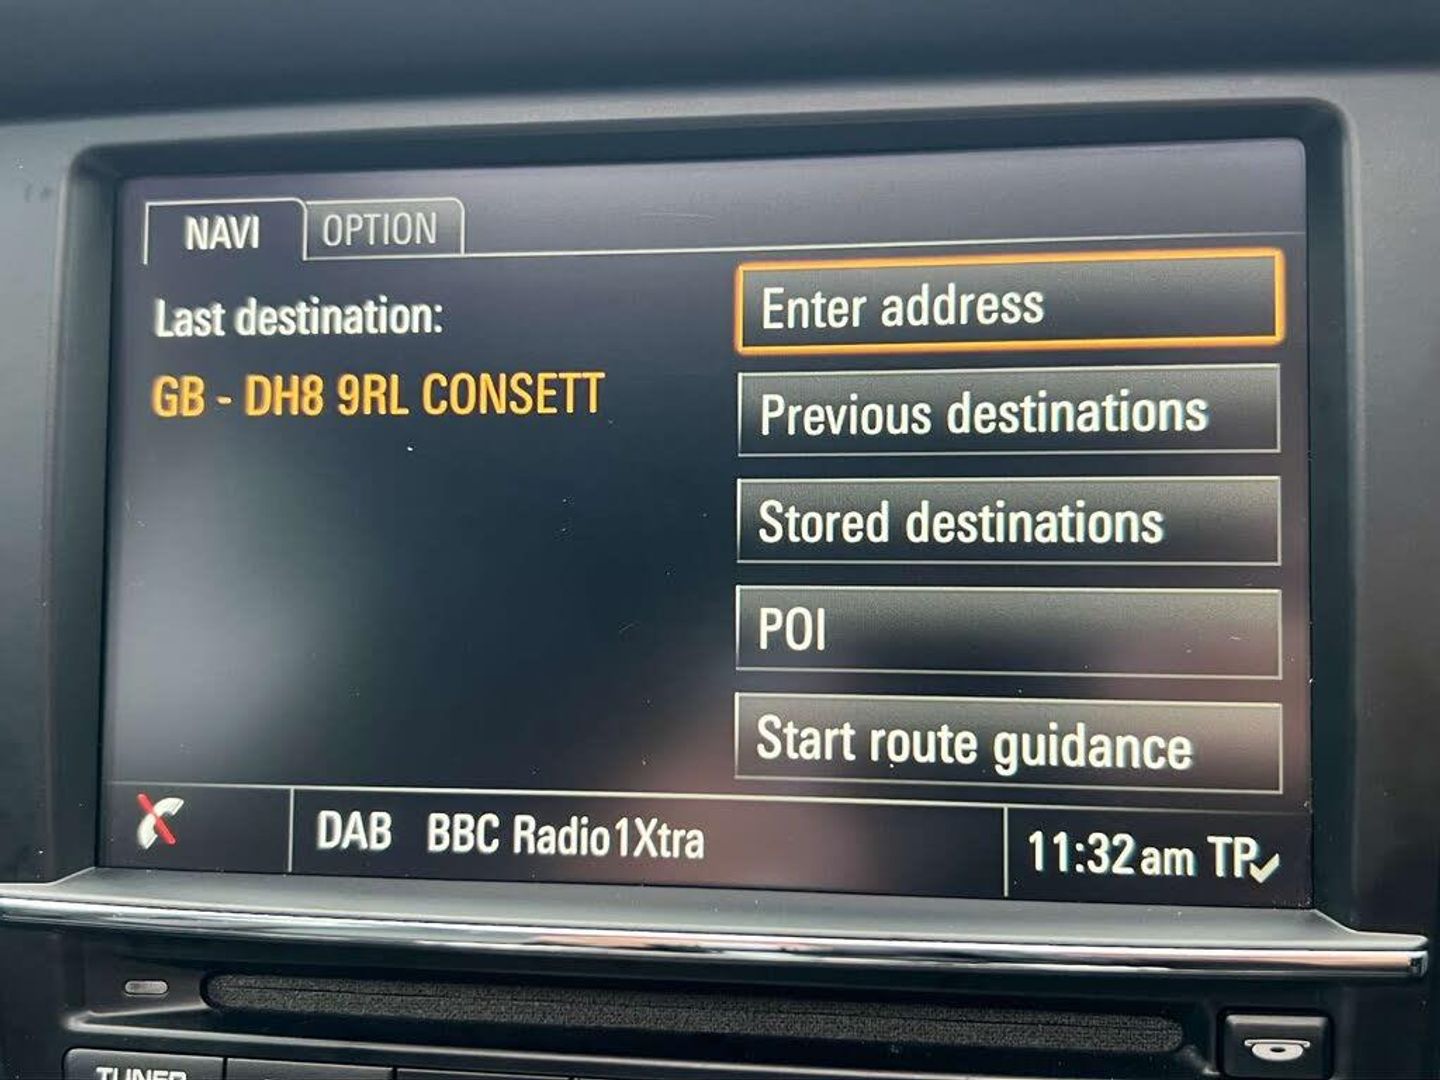 NAVI OPTION
Last destination:
GB - DH8 9RL CONSETT
Enter address
Previous destinations
Stored destinations
POI
Start route guidance
DAB BBC Radio1Xtra
11:32am TP
TUNER